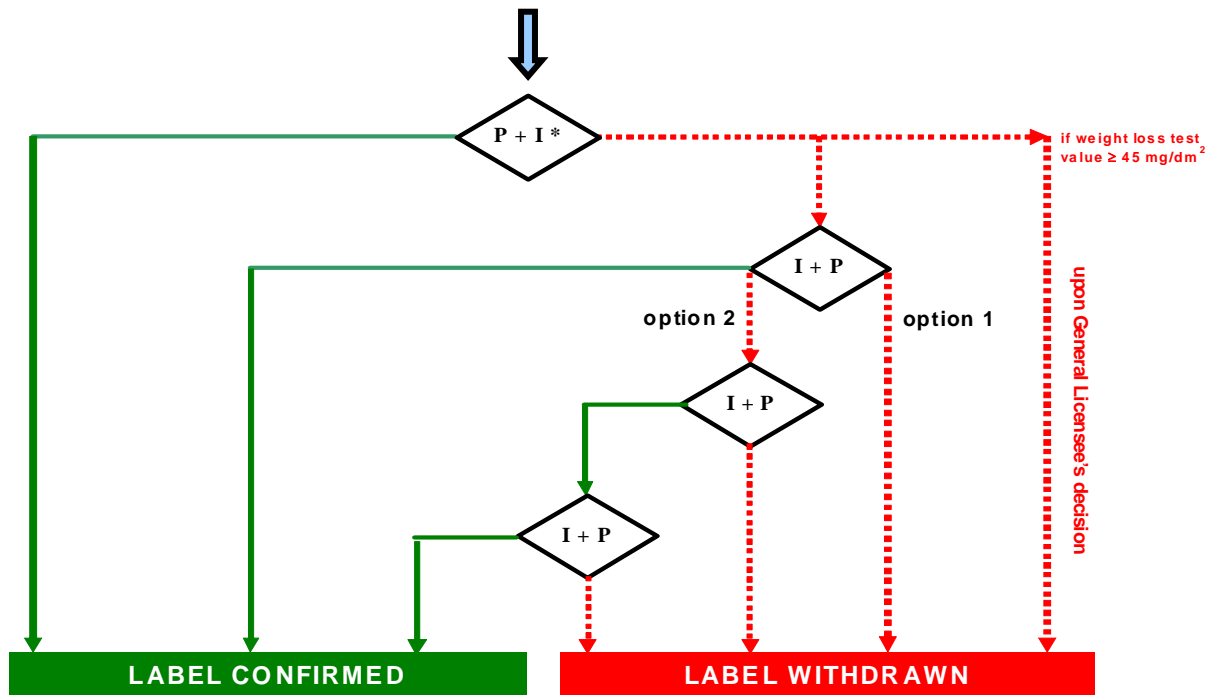 P + I *
if weight loss test
value ≥ 45 mg/dm²
I + P
option 2
option 1
upon General Licensee's decision
I + P
I + P
LABEL CONFIRMED
LABEL WITHDRAWN